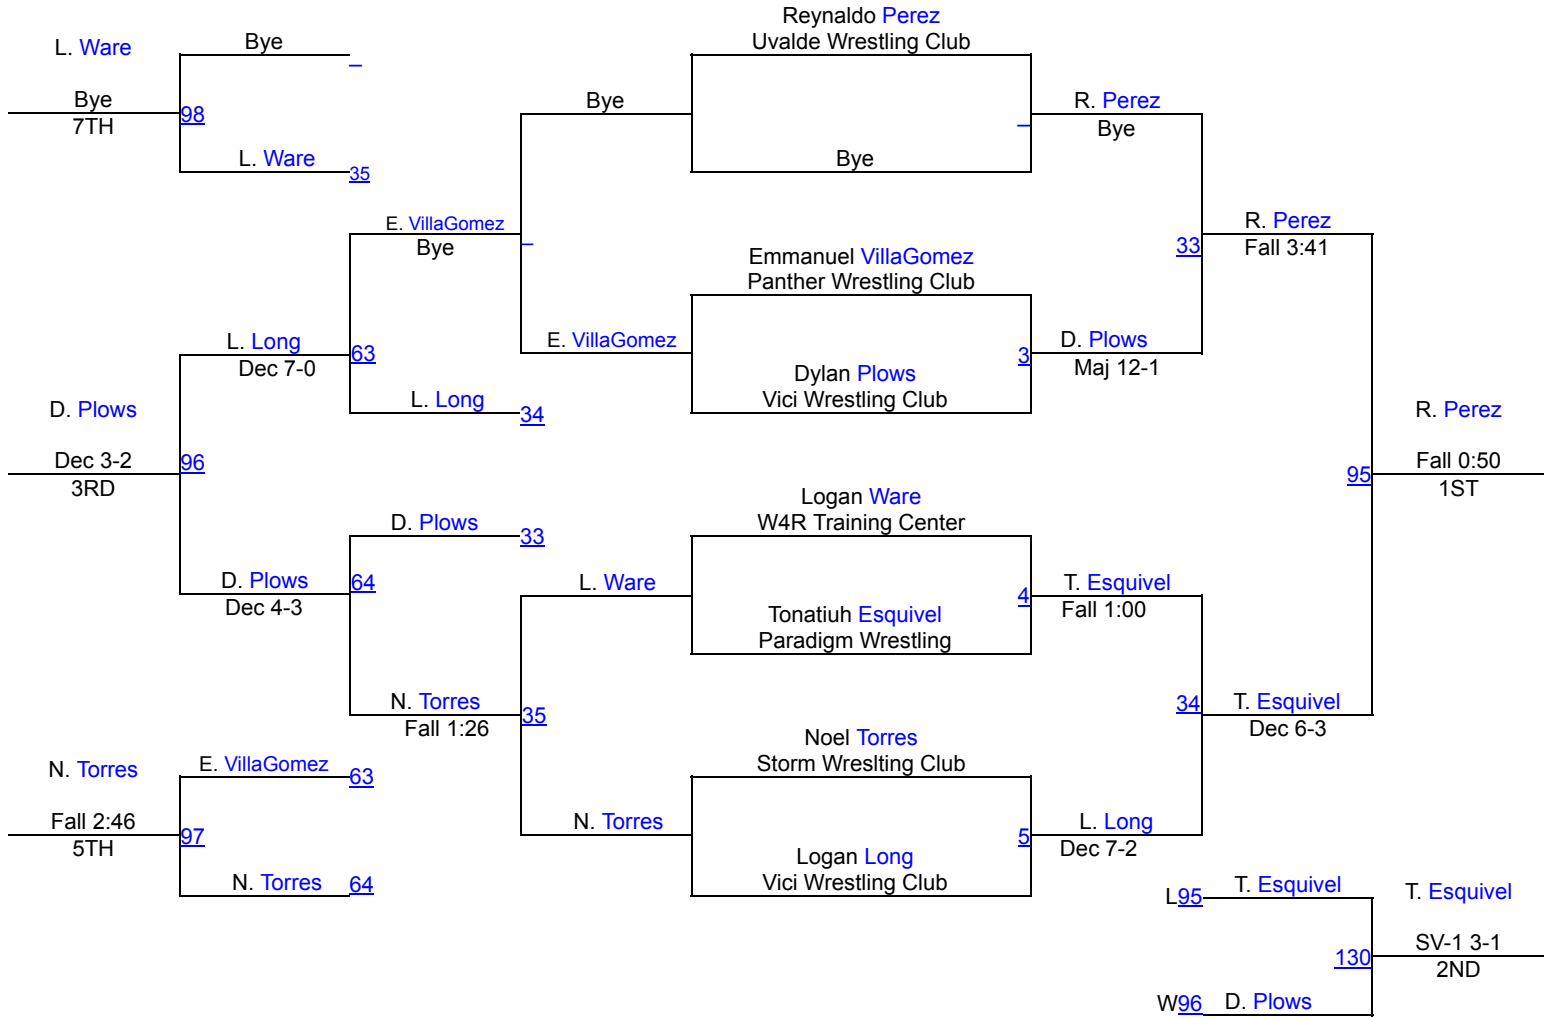 Reynaldo Perez
Uvalde Wrestling Club
L. Ware
Bye
–
Bye
98
7TH
L. Ware
35
Bye
–
R. Perez
Bye
Bye
E. VillaGomez
Bye
–
R. Perez
33
Fall 3:41
Emmanuel VillaGomez
Panther Wrestling Club
E. VillaGomez
3
D. Plows
Maj 12-1
Dylan Plows
Vici Wrestling Club
L. Long
63
Dec 7-0
L. Long
34
D. Plows
Dec 3-2
96
3RD
R. Perez
95
Fall 0:50
1ST
Logan Ware
W4R Training Center
D. Plows
33
D. Plows
64
Dec 4-3
L. Ware
4
T. Esquivel
Fall 1:00
Tonatiuh Esquivel
Paradigm Wrestling
N. Torres
35
Fall 1:26
34
T. Esquivel
Dec 6-3
Noel Torres
Storm Wreslting Club
N. Torres
E. VillaGomez
63
Fall 2:46
97
5TH
N. Torres
64
N. Torres
5
L. Long
Dec 7-2
Logan Long
Vici Wrestling Club
L95
T. Esquivel
T. Esquivel
130
SV-1 3-1
2ND
W96
D. Plows